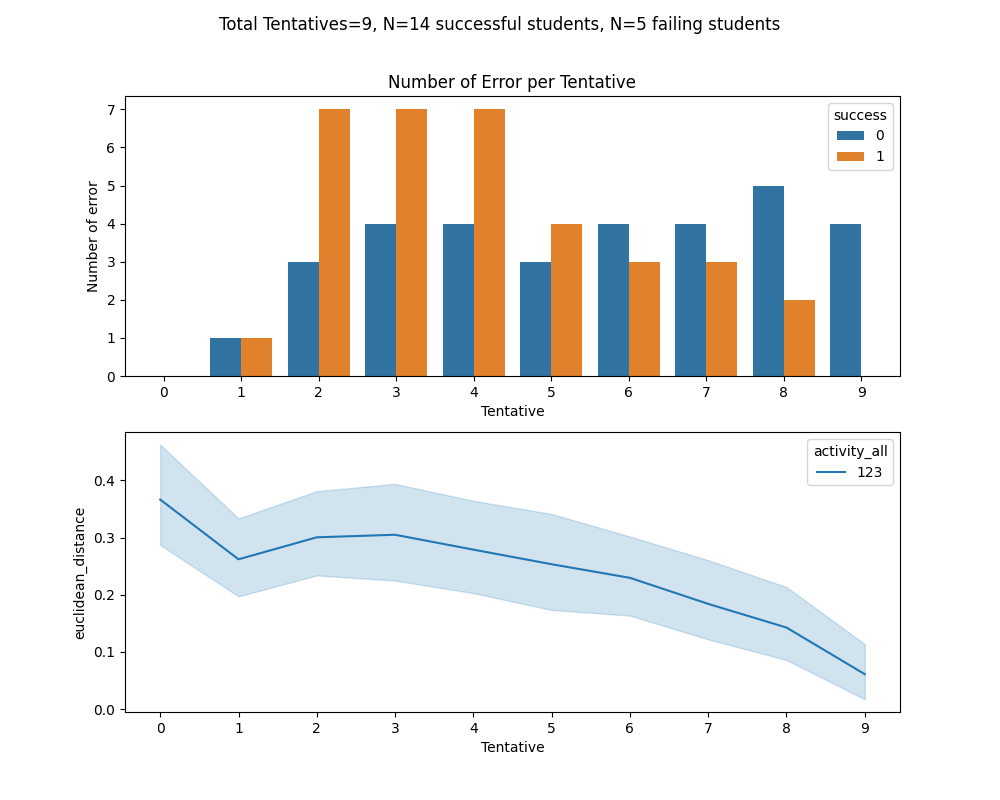 Total Tentatives=9, N=14 successful students, N=5 failing students
Number of Error per Tentative
success
0
1
Number of error
7
6
5
4
3
2
1
0
0 1 2 3 4 5 6 7 8 9
Tentative
activity_all
123
euclidean_distance
0.4
0.3
0.2
0.1
0.0
0 1 2 3 4 5 6 7 8 9
Tentative